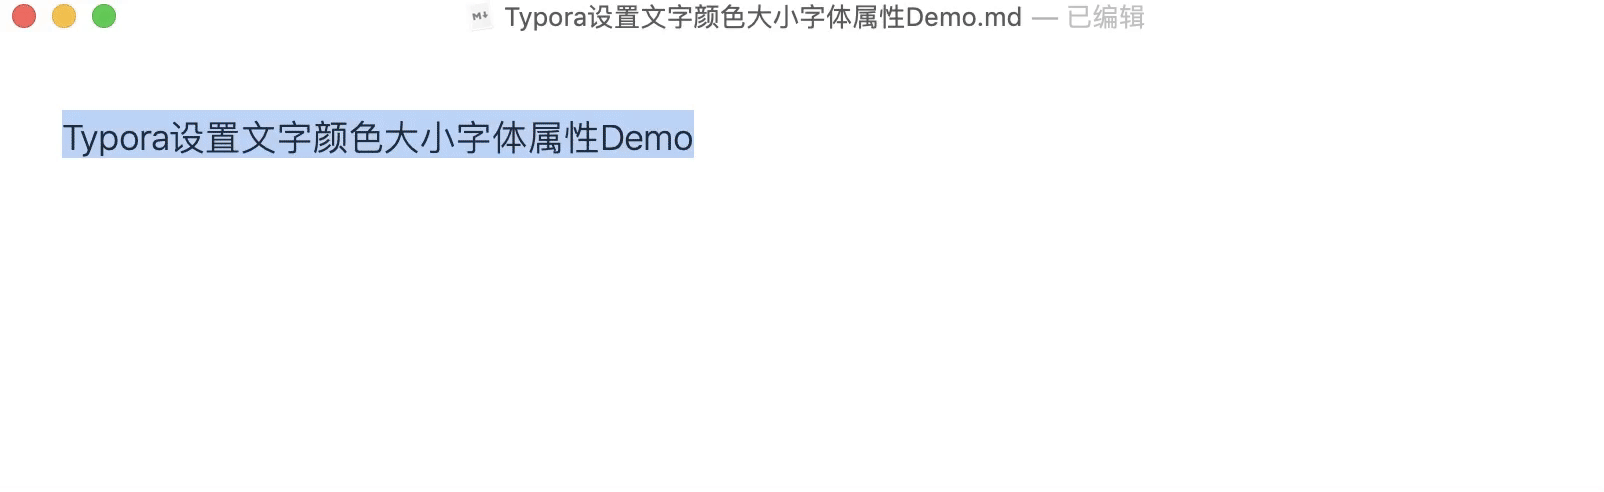 Typora设置文字颜色大小字体属性Demo.md — 已编辑
Typora设置文字颜色大小字体属性Demo